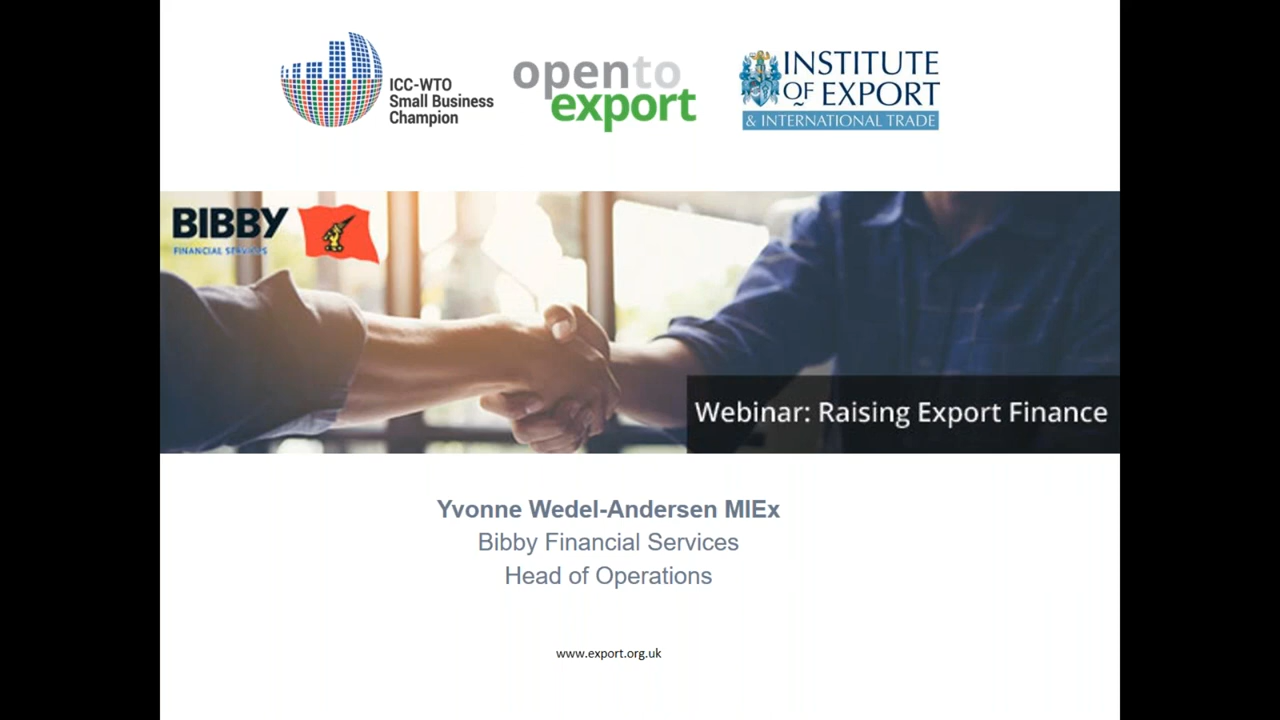 ICC-WTO
Small Business
Champion
opento
export
INSTITUTE
OF EXPORT
& INTERNATIONAL TRADE
BIBBY
FINANCIAL SERVICES
Webinar: Raising Export Finance
Yvonne Wedel-Andersen MIEx
Bibby Financial Services
Head of Operations
www.export.org.uk